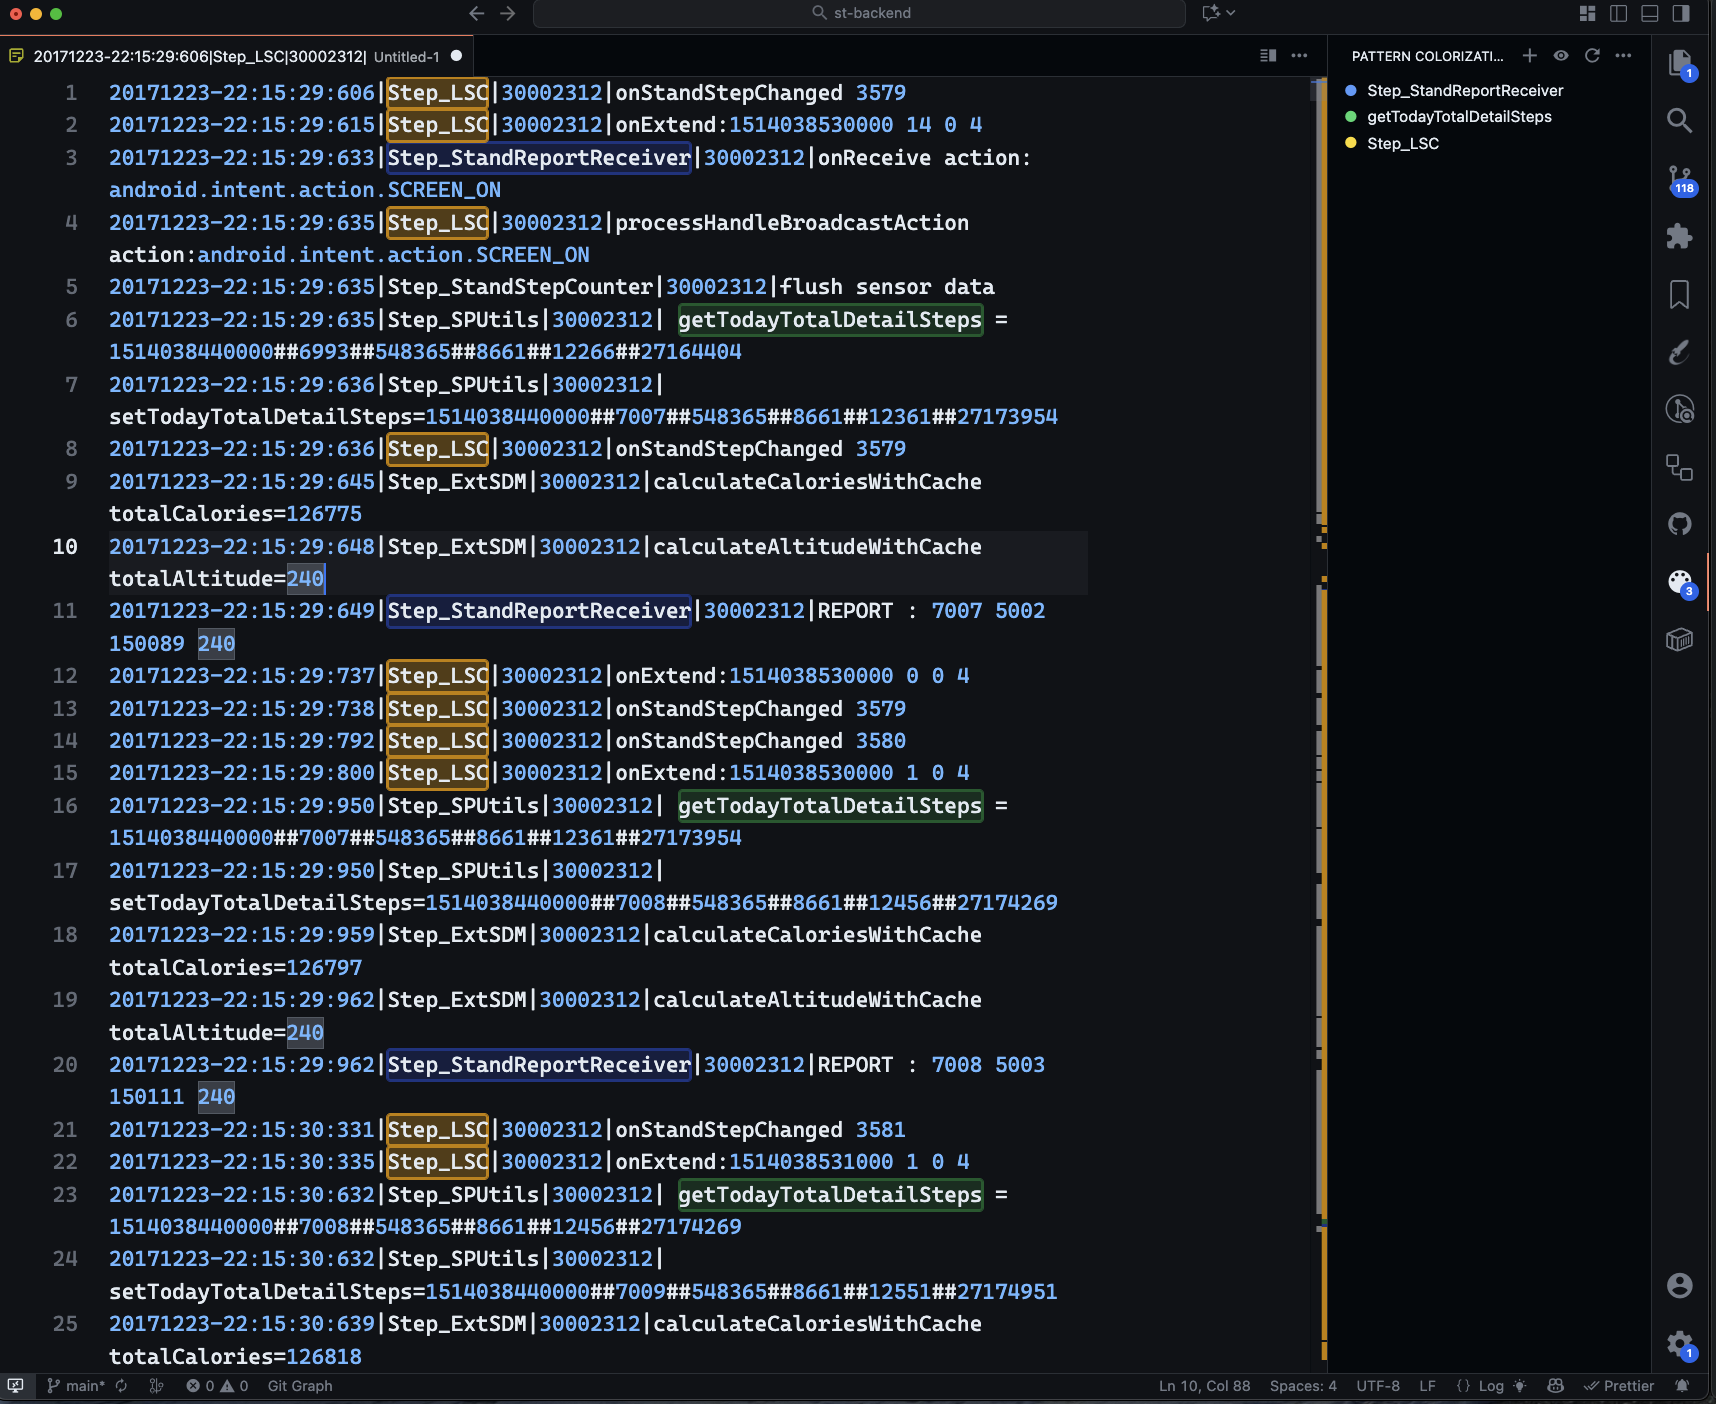 st-backend
20171223-22:15:29:606|Step_LSC|30002312| Untitled-1
1 20171223-22:15:29:606|Step_LSC|30002312|onStandStepChanged 3579
2 20171223-22:15:29:615|Step_LSC|30002312|onExtend:1514038530000 14 0 4
3 20171223-22:15:29:633|Step_StandReportReceiver|30002312|onReceive action:
android.intent.action.SCREEN_ON
4 20171223-22:15:29:635|Step_LSC|30002312|processHandleBroadcastAction
action:android.intent.action.SCREEN_ON
5 20171223-22:15:29:635|Step_StandStepCounter|30002312|flush sensor data
6 20171223-22:15:29:635|Step_SPUtils|30002312| getTodayTotalDetailSteps =
1514038440000##6993##548365##8661##12266##27164404
7 20171223-22:15:29:636|Step_SPUtils|30002312|
setTodayTotalDetailSteps=1514038440000##7007##548365##8661##12361##27173954
8 20171223-22:15:29:636|Step_LSC|30002312|onStandStepChanged 3579
9 20171223-22:15:29:645|Step_ExtSDM|30002312|calculateCaloriesWithCache
totalCalories=126775
10 20171223-22:15:29:648|Step_ExtSDM|30002312|calculateAltitudeWithCache
totalAltitude=240
11 20171223-22:15:29:649|Step_StandReportReceiver|30002312|REPORT : 7007 5002
150089 240
12 20171223-22:15:29:737|Step_LSC|30002312|onExtend:1514038530000 0 0 4
13 20171223-22:15:29:738|Step_LSC|30002312|onStandStepChanged 3579
14 20171223-22:15:29:792|Step_LSC|30002312|onStandStepChanged 3580
15 20171223-22:15:29:800|Step_LSC|30002312|onExtend:1514038530000 1 0 4
16 20171223-22:15:29:950|Step_SPUtils|30002312| getTodayTotalDetailSteps =
1514038440000##7007##548365##8661##12361##27173954
17 20171223-22:15:29:950|Step_SPUtils|30002312|
setTodayTotalDetailSteps=1514038440000##7008##548365##8661##12456##27174269
18 20171223-22:15:29:959|Step_ExtSDM|30002312|calculateCaloriesWithCache
totalCalories=126797
19 20171223-22:15:29:962|Step_ExtSDM|30002312|calculateAltitudeWithCache
totalAltitude=240
20 20171223-22:15:29:962|Step_StandReportReceiver|30002312|REPORT : 7008 5003
150111 240
21 20171223-22:15:30:331|Step_LSC|30002312|onStandStepChanged 3581
22 20171223-22:15:30:335|Step_LSC|30002312|onExtend:1514038531000 1 0 4
23 20171223-22:15:30:632|Step_SPUtils|30002312| getTodayTotalDetailSteps =
1514038440000##7008##548365##8661##12456##27174269
24 20171223-22:15:30:632|Step_SPUtils|30002312|
setTodayTotalDetailSteps=1514038440000##7009##548365##8661##12551##27174951
25 20171223-22:15:30:639|Step_ExtSDM|30002312|calculateCaloriesWithCache
totalCalories=126818
PATTERN COLORIZATI...
Step_StandReportReceiver
getTodayTotalDetailSteps
Step_LSC
1
118
3
1
main* 0 0 Git Graph Ln 10, Col 88 Spaces: 4 UTF-8 LF {} Log Prettier